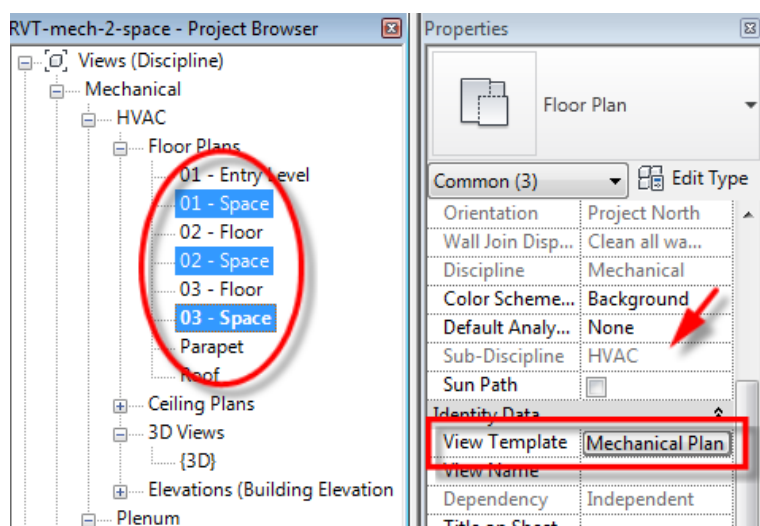 RVT-mech-2-space - Project Browser
Views (Discipline)
Mechanical
HVAC
Floor Plans
01 - Entry Level
01 - Space
02 - Floor
02 - Space
03 - Floor
03 - Space
Parapet
Roof
Ceiling Plans
3D Views
{3D}
Elevations (Building Elevation
Plenum
Properties
Floor Plan
Common (3)
Edit Type
Orientation Project North
Wall Join Disp... Clean all wa...
Discipline Mechanical
Color Scheme... Background
Default Analy... None
Sub-Discipline HVAC
Sun Path
Identity Data
View Template Mechanical Plan
View Name
Dependency Independent
Title on Sheet